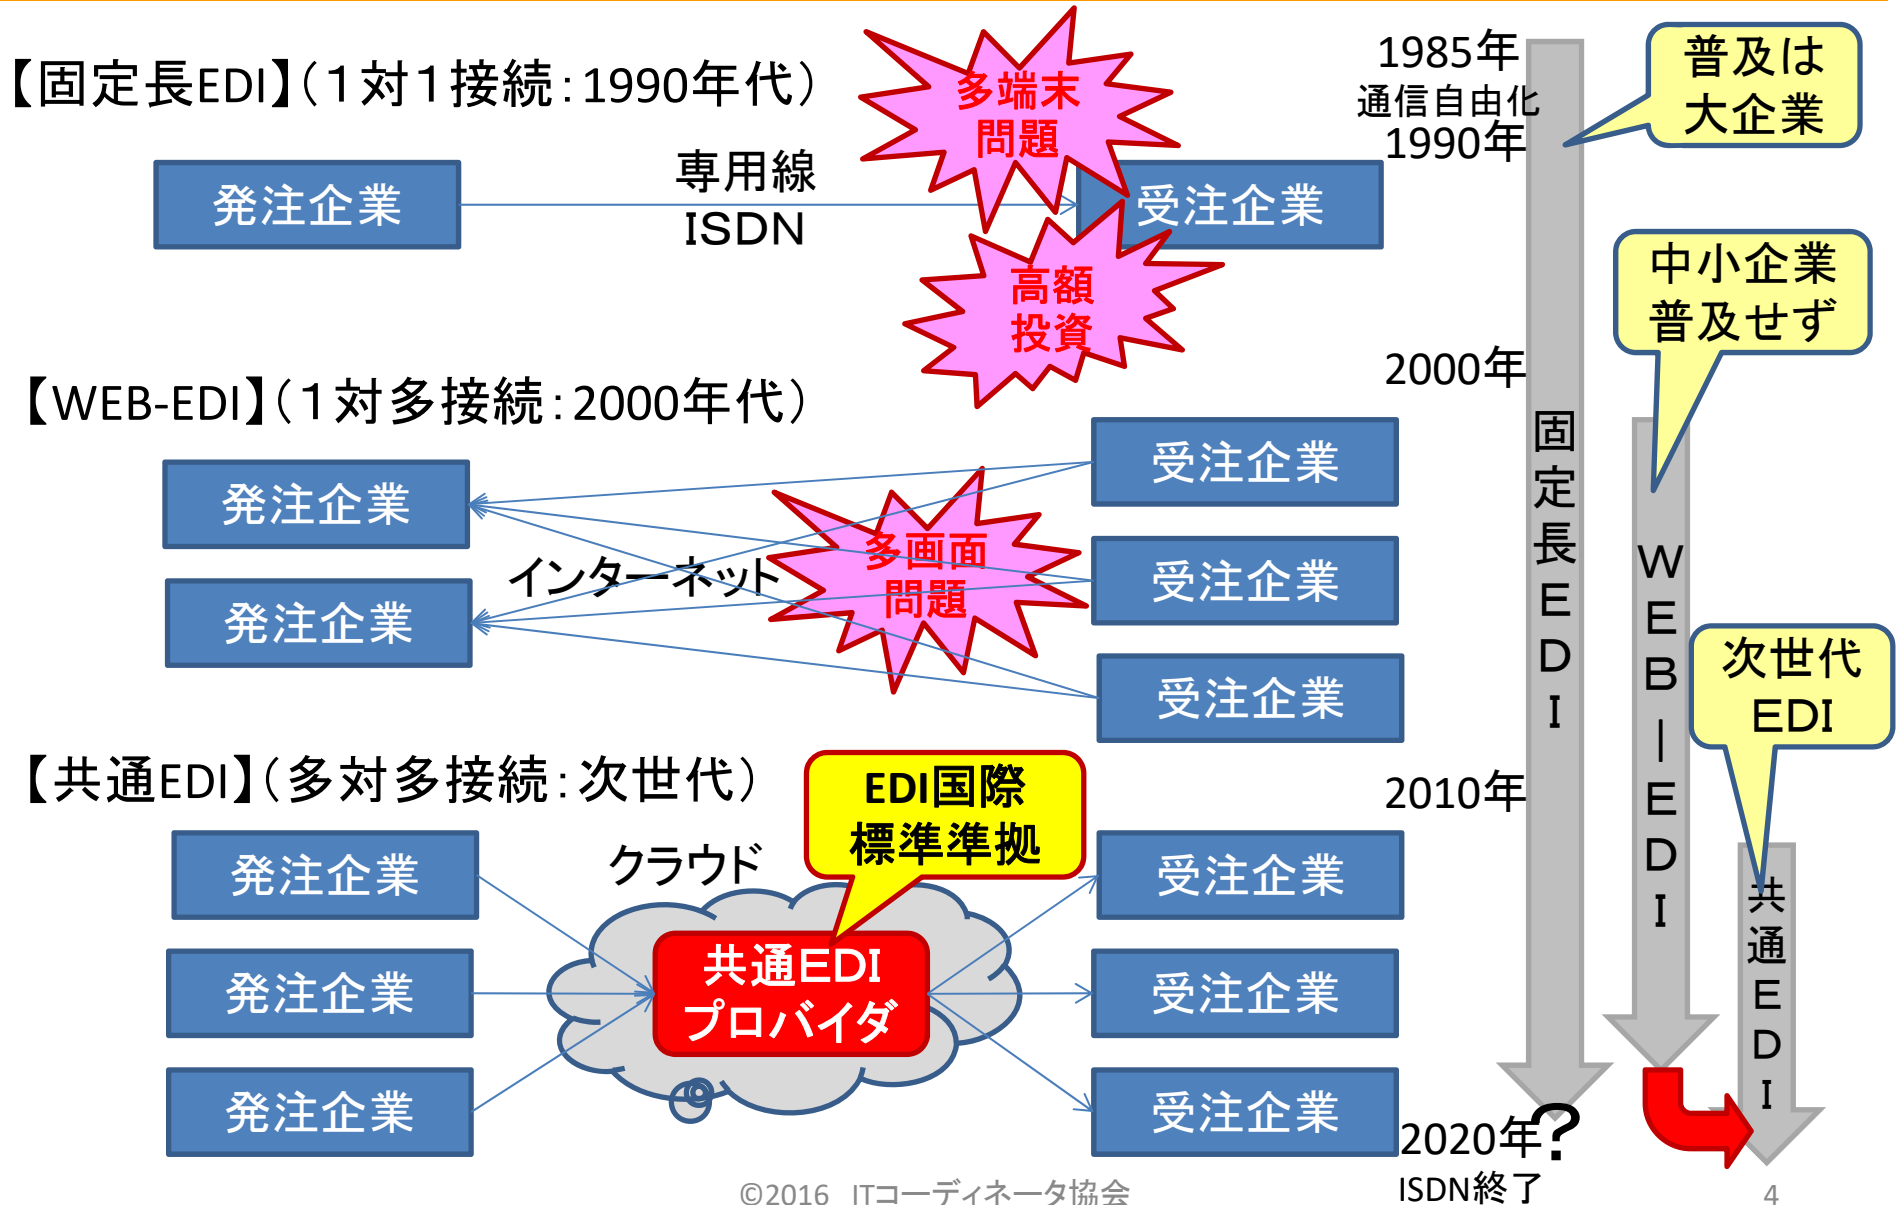 【固定長EDI】（１対１接続：1990年代）
多端末
問題
発注企業
専用線
ＩＳＤＮ
受注企業
高額
投資
【WEB-EDI】（１対多接続：2000年代）
発注企業
発注企業
インターネット
多画面
問題
受注企業
受注企業
受注企業
【共通EDI】（多対多接続：次世代）
EDI国際
標準準拠
クラウド
発注企業
発注企業
発注企業
共通ＥＤＩ
プロバイダ
受注企業
受注企業
受注企業
1985年
通信自由化
1990年
2000年
2010年
2020年
？
ISDN終了
固定長ＥＤＩ
ＷＥＢ－ＥＤＩ
共通ＥＤＩ
普及は
大企業
中小企業
普及せず
次世代
ＥＤＩ
©2016 ITコーディネータ協会
4